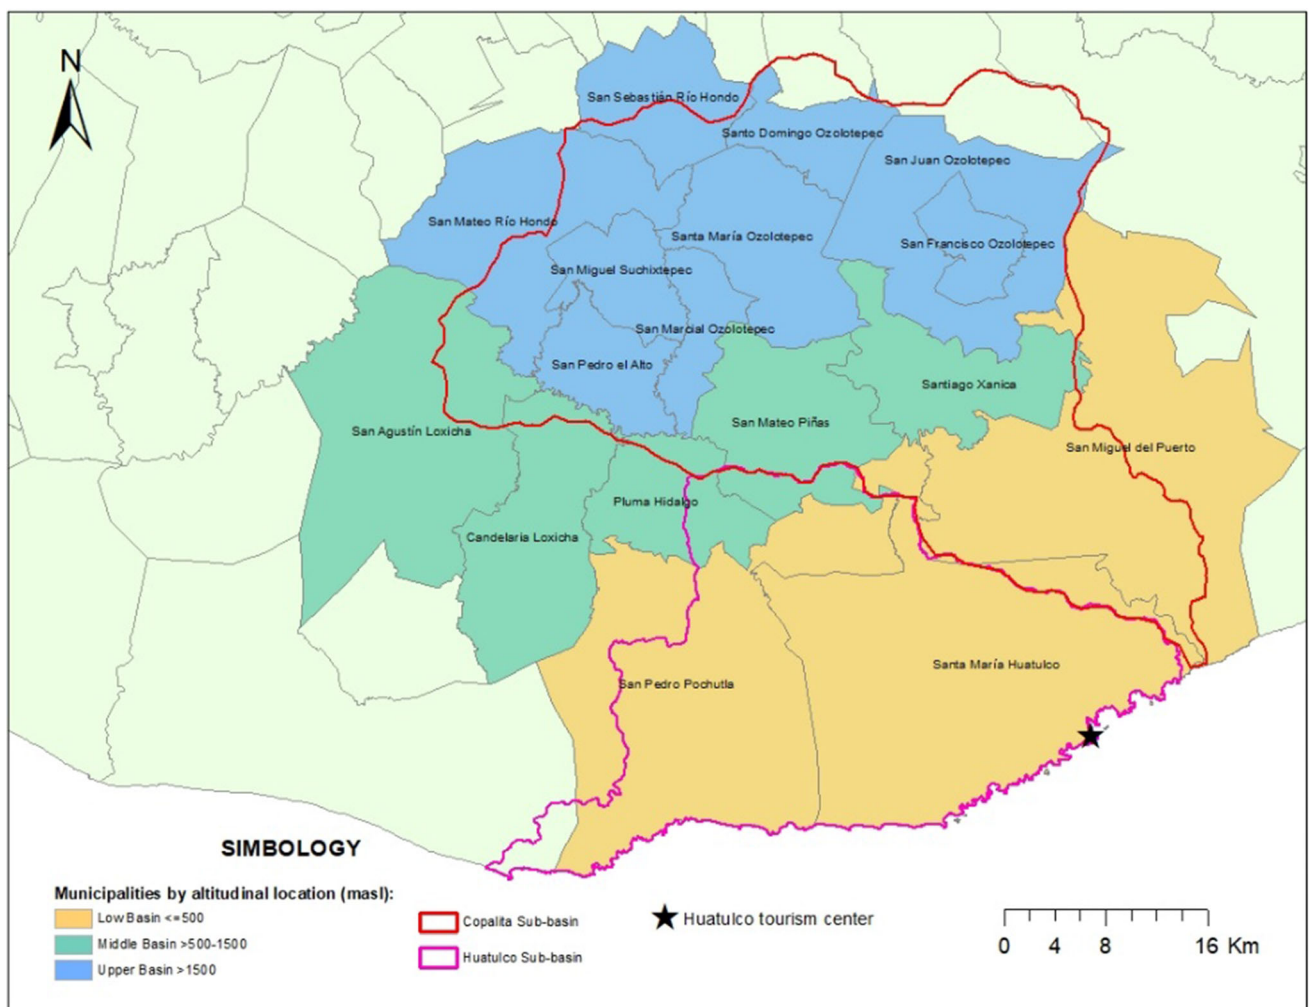 N
San Sebastián Río Hondo
Santo Domingo Ozolotepec
San Juan Ozolotepec
San Mateo Río Hondo
Santa María Ozolotepec
San Francisco Ozolotepec
San Miguel Suchixtepec
San Marcial Ozolotepec
San Pedro el Alto
Santiago Xanica
San Mateo Piñas
San Agustín Loxicha
San Miguel del Puerto
Pluma Hidalgo
Candelaria Loxicha
Santa María Huatulco
San Pedro Pochutla
SIMBOLOGY
Municipalities by altitudinal location (masl):
Low Basin <=500
Middle Basin >500-1500
Upper Basin >1500
Copalita Sub-basin
Huatulco Sub-basin
Huatulco tourism center
0 4 8 16 Km